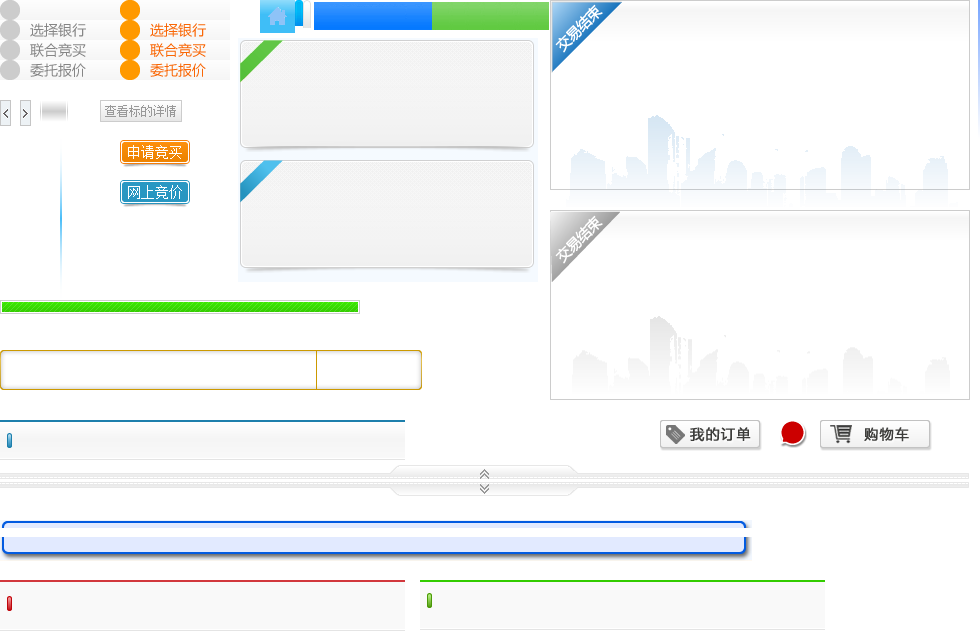 选择银行 选择银行
联合竞买 联合竞买
委托报价 委托报价
查看标的详情
申请竞买
网上竞价
交易结束
交易结束
我的订单
购物车